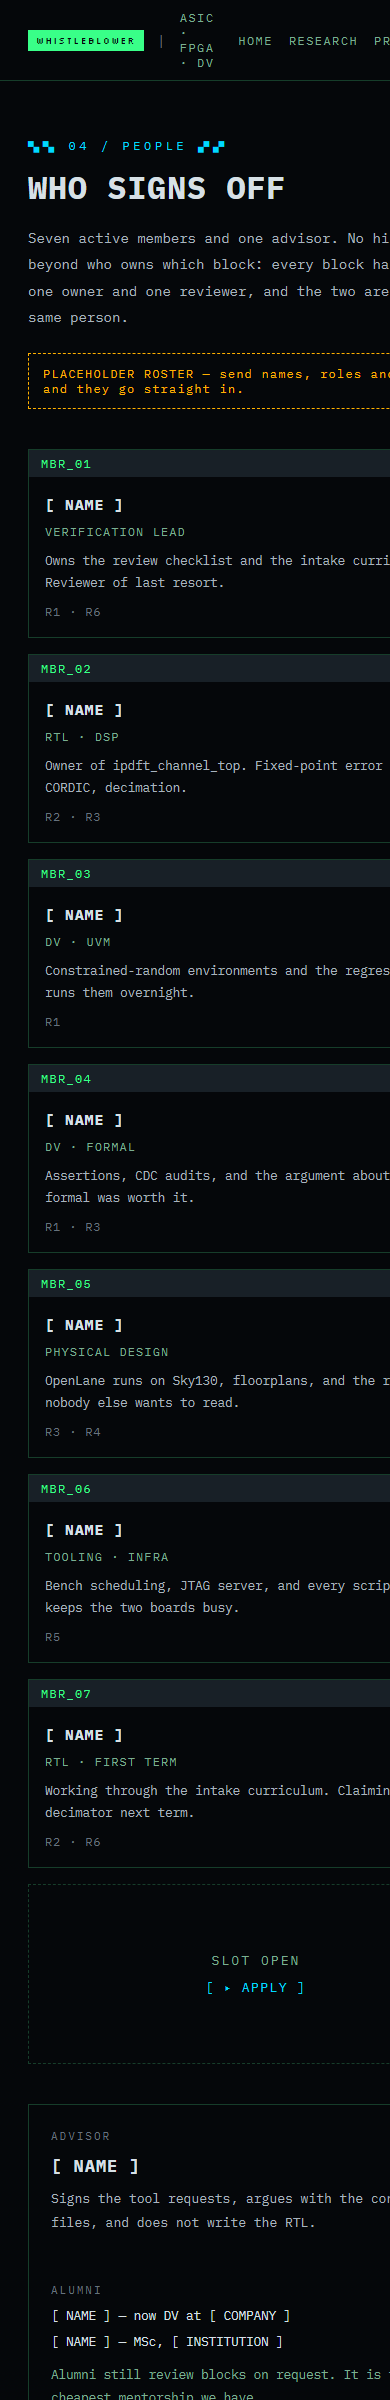 WHISTLEBLOWER | ASIC · FPGA · DV HOME RESEARCH PR
04 / PEOPLE
WHO SIGNS OFF
Seven active members and one advisor. No hi
beyond who owns which block: every block ha
one owner and one reviewer, and the two are
same person.
PLACEHOLDER ROSTER — send names, roles and
and they go straight in.
MBR_01
[ NAME ]
VERIFICATION LEAD
Owns the review checklist and the intake curri
Reviewer of last resort.
R1 · R6
MBR_02
[ NAME ]
RTL · DSP
Owner of ipdft_channel_top. Fixed-point error
CORDIC, decimation.
R2 · R3
MBR_03
[ NAME ]
DV · UVM
Constrained-random environments and the regres
runs them overnight.
R1
MBR_04
[ NAME ]
DV · FORMAL
Assertions, CDC audits, and the argument about
formal was worth it.
R1 · R3
MBR_05
[ NAME ]
PHYSICAL DESIGN
OpenLane runs on Sky130, floorplans, and the r
nobody else wants to read.
R3 · R4
MBR_06
[ NAME ]
TOOLING · INFRA
Bench scheduling, JTAG server, and every scrip
keeps the two boards busy.
R5
MBR_07
[ NAME ]
RTL · FIRST TERM
Working through the intake curriculum. Claimin
decimator next term.
R2 · R6
SLOT OPEN
[ ▸ APPLY ]
ADVISOR
[ NAME ]
Signs the tool requests, argues with the con
files, and does not write the RTL.
ALUMNI
[ NAME ] — now DV at [ COMPANY ]
[ NAME ] — MSc, [ INSTITUTION ]
Alumni still review blocks on request. It is
cheapest mentorship we have.